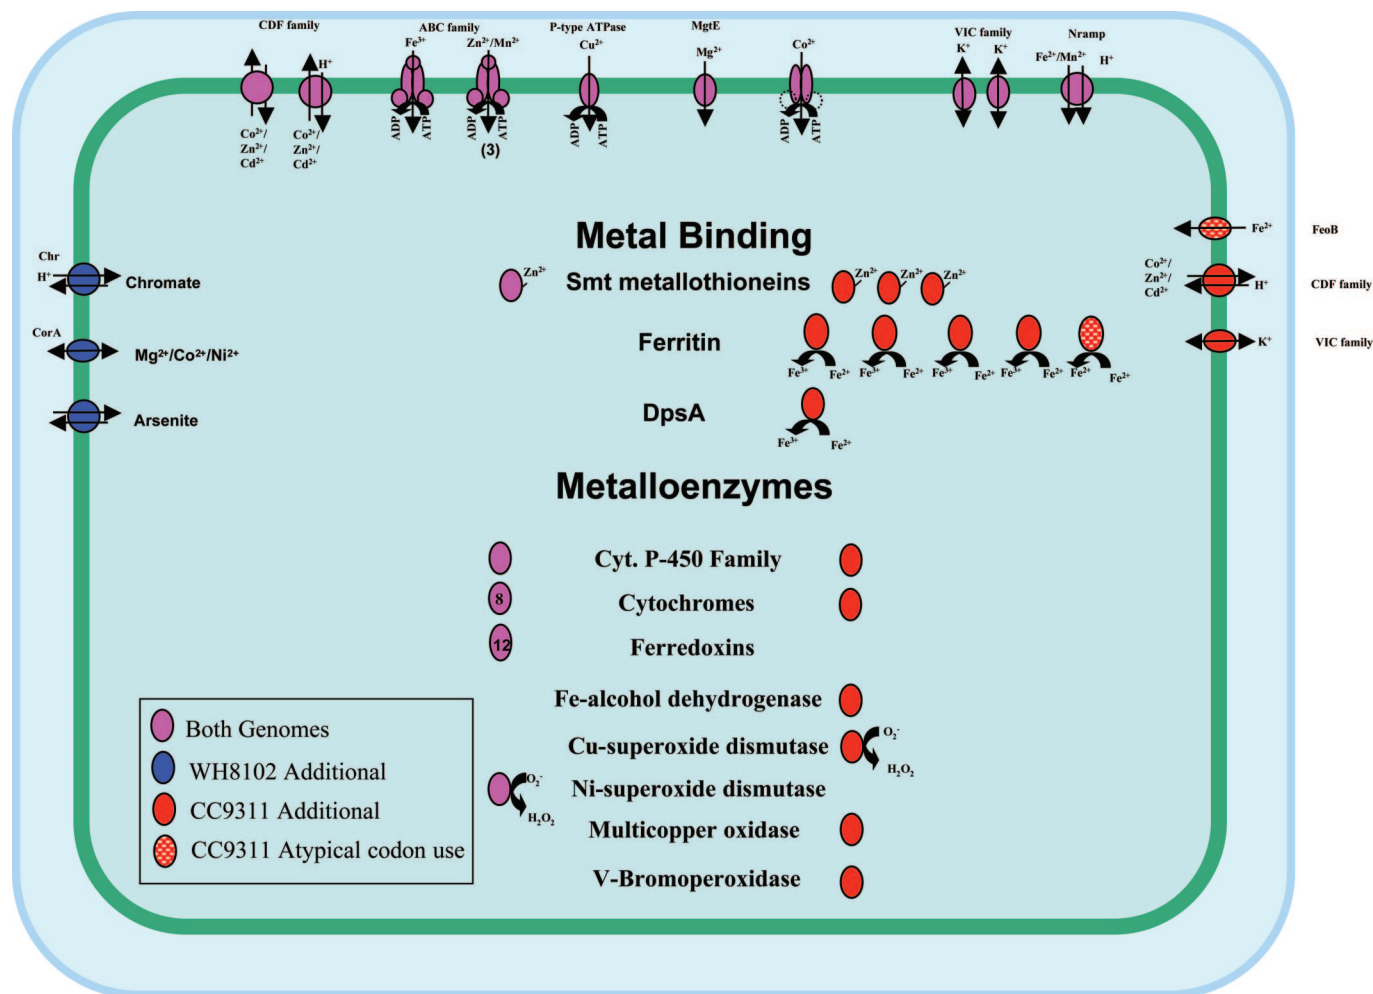 CDF family
ABC family
P-type ATPase
MgtE
VIC family
Nramp
H⁺
Fe³⁺
Zn²⁺/Mn²⁺
Cu²⁺
Mg²⁺
Co²⁺
K⁺
K⁺
Fe²⁺/Mn²⁺
H⁺
Co²⁺/
Zn²⁺/
Cd²⁺
Co²⁺/
Zn²⁺/
Cd²⁺
ADP
ATP
ADP
ATP
(3)
ADP
ATP
ADP
ATP
Chr
H⁺
Chromate
CorA
Mg²⁺/Co²⁺/Ni²⁺
Arsenite
Fe²⁺
FeoB
Co²⁺/
Zn²⁺/
Cd²⁺
H⁺
CDF family
K⁺
VIC family
Metal Binding
Zn²⁺
Smt metallothioneins
Zn²⁺
Zn²⁺
Zn²⁺
Ferritin
Fe³⁺
Fe²⁺
Fe³⁺
Fe²⁺
Fe³⁺
Fe²⁺
Fe³⁺
Fe²⁺
Fe²⁺
Fe²⁺
DpsA
Fe³⁺
Fe²⁺
Metalloenzymes
Cyt. P-450 Family
8
Cytochromes
12
Ferredoxins
Fe-alcohol dehydrogenase
Cu-superoxide dismutase
O₂⁻
H₂O₂
Ni-superoxide dismutase
O₂⁻
H₂O₂
Multicopper oxidase
V-Bromoperoxidase
Both Genomes
WH8102 Additional
CC9311 Additional
CC9311 Atypical codon use